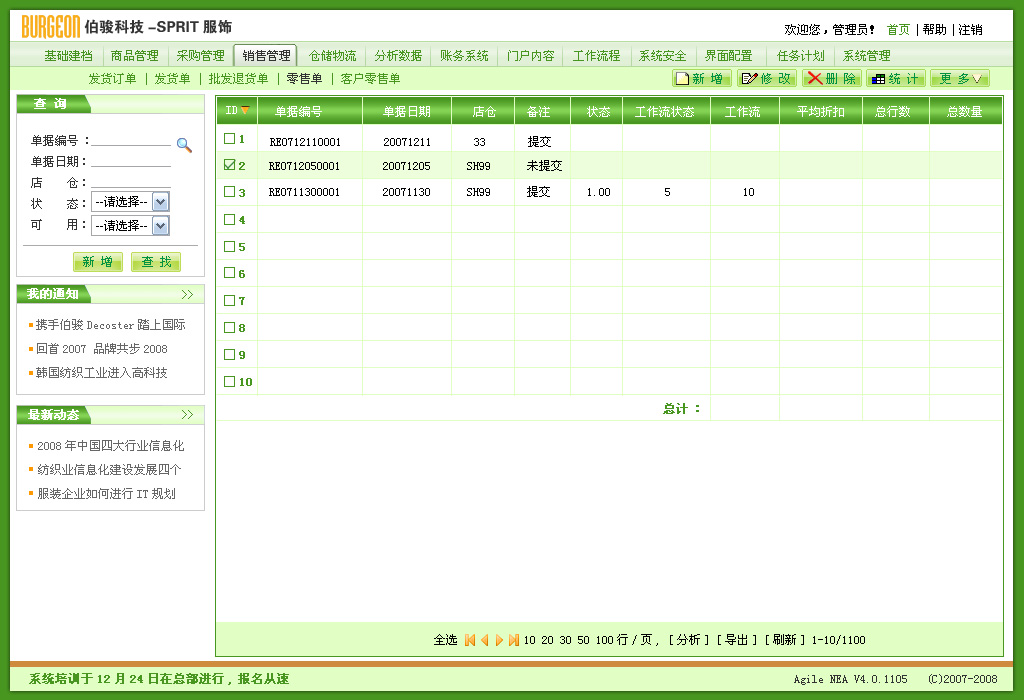 BURGEON 伯骏科技 -SPRIT 服饰
欢迎您，管理员！ 首页 | 帮助 | 注销
基础建档 商品管理 采购管理 销售管理 仓储物流 分析数据 账务系统 门户内容 工作流程 系统安全 界面配置 任务计划 系统管理
发货订单 | 发货单 | 批发退货单 | 零售单 | 客户零售单
新 增 修 改 删 除 统 计 更 多
查 询
单据编号：
单据日期：
店 仓：
状 态： --请选择--
可 用： --请选择--
新 增 查 找
我的通知 >>
携手伯骏 Decoster 踏上国际
回首 2007 品牌共步 2008
韩国纺织工业进入高科技
最新动态 >>
2008 年中国四大行业信息化
纺织业信息化建设发展四个
服装企业如何进行 IT 规划
ID 单据编号 单据日期 店仓 备注 状态 工作流状态 工作流 平均折扣 总行数 总数量
1 RE0712110001 20071211 33 提交
2 RE0712050001 20071205 SH99 未提交
3 RE0711300001 20071130 SH99 提交 1.00 5 10
4
5
6
7
8
9
10
总计：
全选 10 20 30 50 100 行 / 页， [ 分析 ] [ 导出 ] [ 刷新 ] 1-10/1100
系统培训于 12 月 24 日在总部进行，报名从速
Agile NEA V4.0.1105 (C)2007-2008